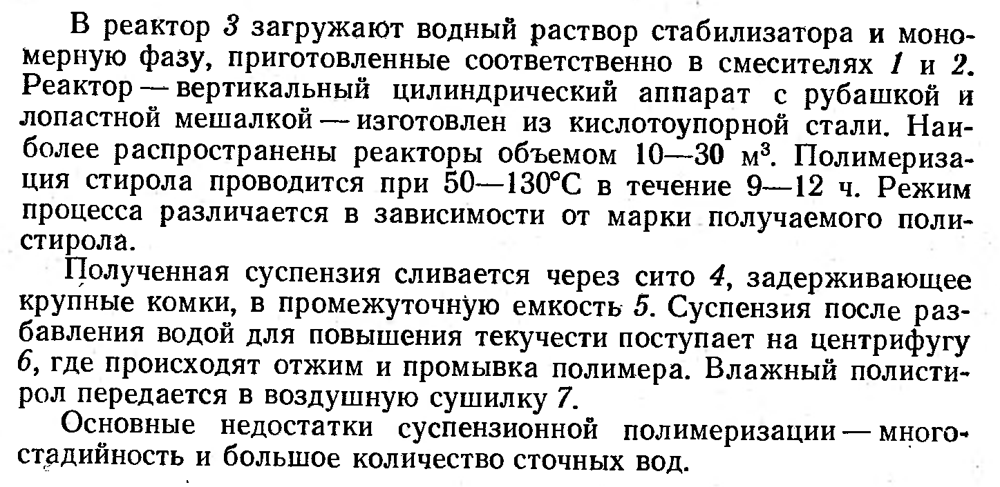 В реактор 3 загружают водный раствор стабилизатора и моно-
мерную фазу, приготовленные соответственно в смесителях 1 и 2.
Реактор — вертикальный цилиндрический аппарат с рубашкой и
лопастной мешалкой — изготовлен из кислотоупорной стали. Наи-
более распространены реакторы объемом 10—30 м³. Полимериза-
ция стирола проводится при 50—130°С в течение 9—12 ч. Режим
процесса различается в зависимости от марки получаемого поли-
стирола.
Полученная суспензия сливается через сито 4, задерживающее
крупные комки, в промежуточную емкость 5. Суспензия после раз-
бавления водой для повышения текучести поступает на центрифугу
6, где происходят отжим и промывка полимера. Влажный полисти-
рол передается в воздушную сушилку 7.
Основные недостатки суспензионной полимеризации — много-
стадийность и большое количество сточных вод.